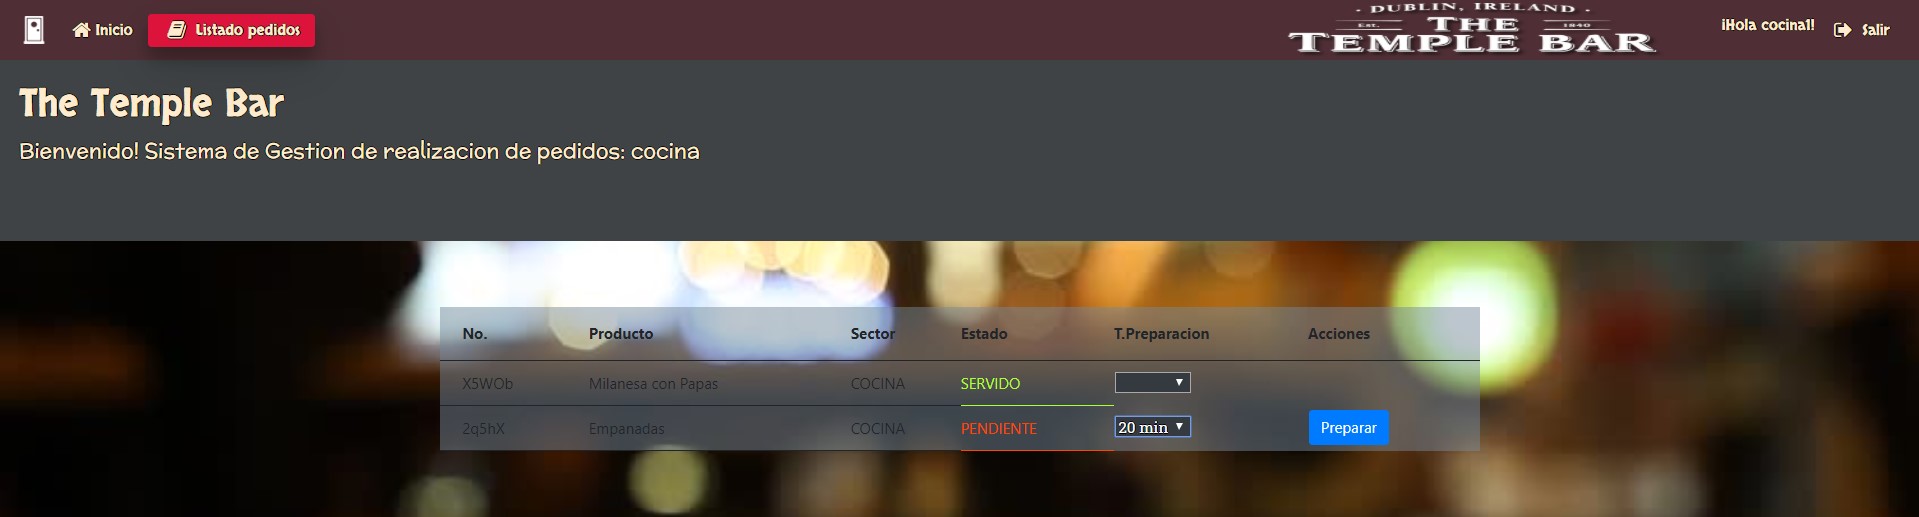 Inicio
Listado pedidos
· DUBLIN, IRELAND ·
Est. THE 1840
TEMPLE BAR
¡Hola cocina1!
Salir
The Temple Bar
Bienvenido! Sistema de Gestion de realizacion de pedidos: cocina
No. Producto Sector Estado T.Preparacion Acciones
X5WOb Milanesa con Papas COCINA SERVIDO
2q5hX Empanadas COCINA PENDIENTE 20 min Preparar